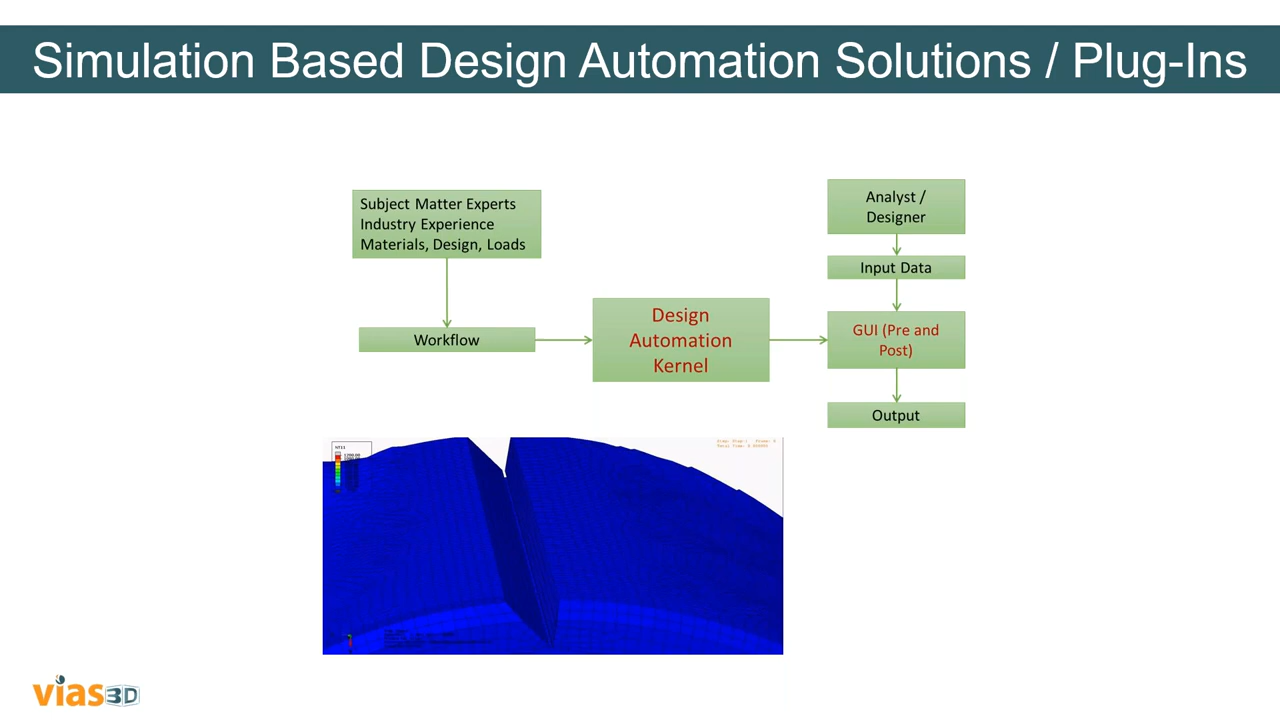 Simulation Based Design Automation Solutions / Plug-Ins
Subject Matter Experts
Industry Experience
Materials, Design, Loads
Workflow
Design
Automation
Kernel
Analyst /
Designer
Input Data
GUI (Pre and
Post)
Output
NT11
vias3D